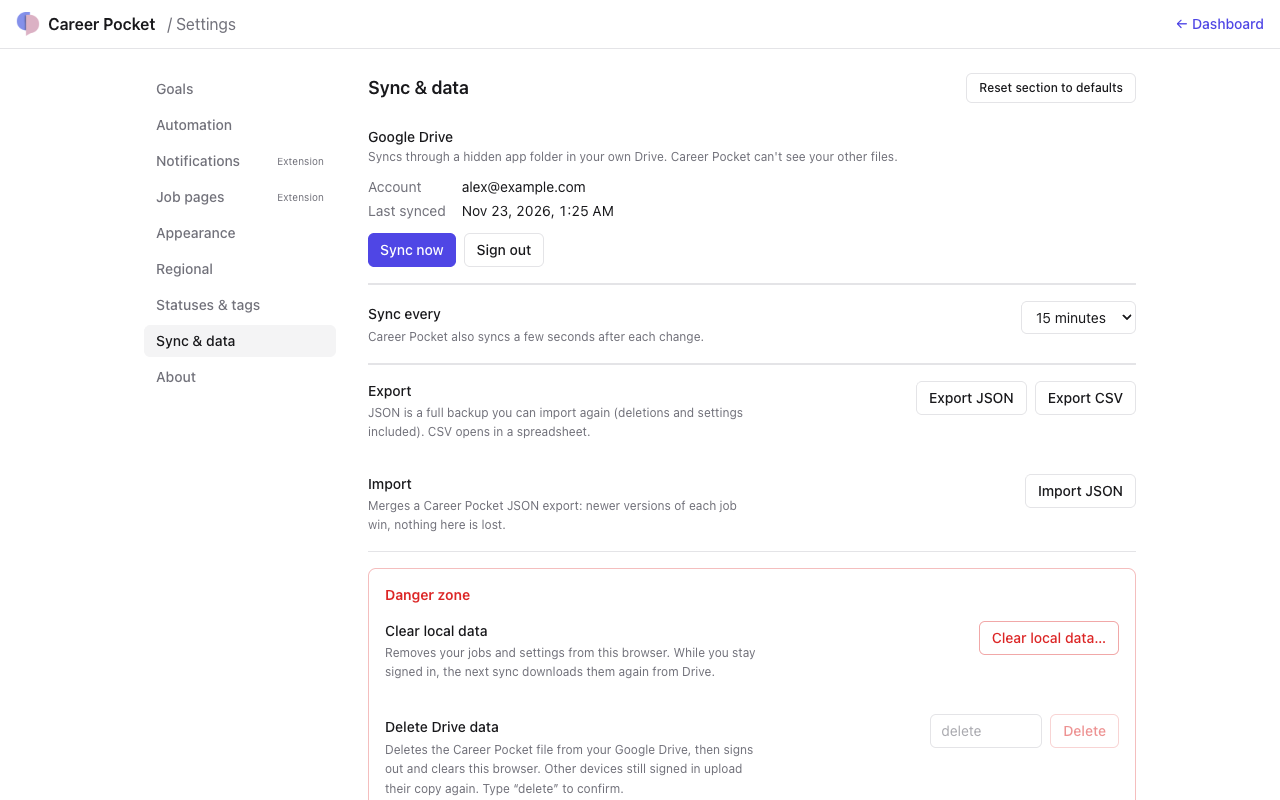 Career Pocket / Settings
← Dashboard
Goals
Automation
Notifications Extension
Job pages Extension
Appearance
Regional
Statuses & tags
Sync & data
About
Sync & data
Reset section to defaults
Google Drive
Syncs through a hidden app folder in your own Drive. Career Pocket can't see your other files.
Account alex@example.com
Last synced Nov 23, 2026, 1:25 AM
Sync now
Sign out
Sync every
Career Pocket also syncs a few seconds after each change.
15 minutes
Export
JSON is a full backup you can import again (deletions and settings
included). CSV opens in a spreadsheet.
Export JSON
Export CSV
Import
Merges a Career Pocket JSON export: newer versions of each job
win, nothing here is lost.
Import JSON
Danger zone
Clear local data
Removes your jobs and settings from this browser. While you stay
signed in, the next sync downloads them again from Drive.
Clear local data...
Delete Drive data
Deletes the Career Pocket file from your Google Drive, then signs
out and clears this browser. Other devices still signed in upload
their copy again. Type “delete” to confirm.
delete
Delete